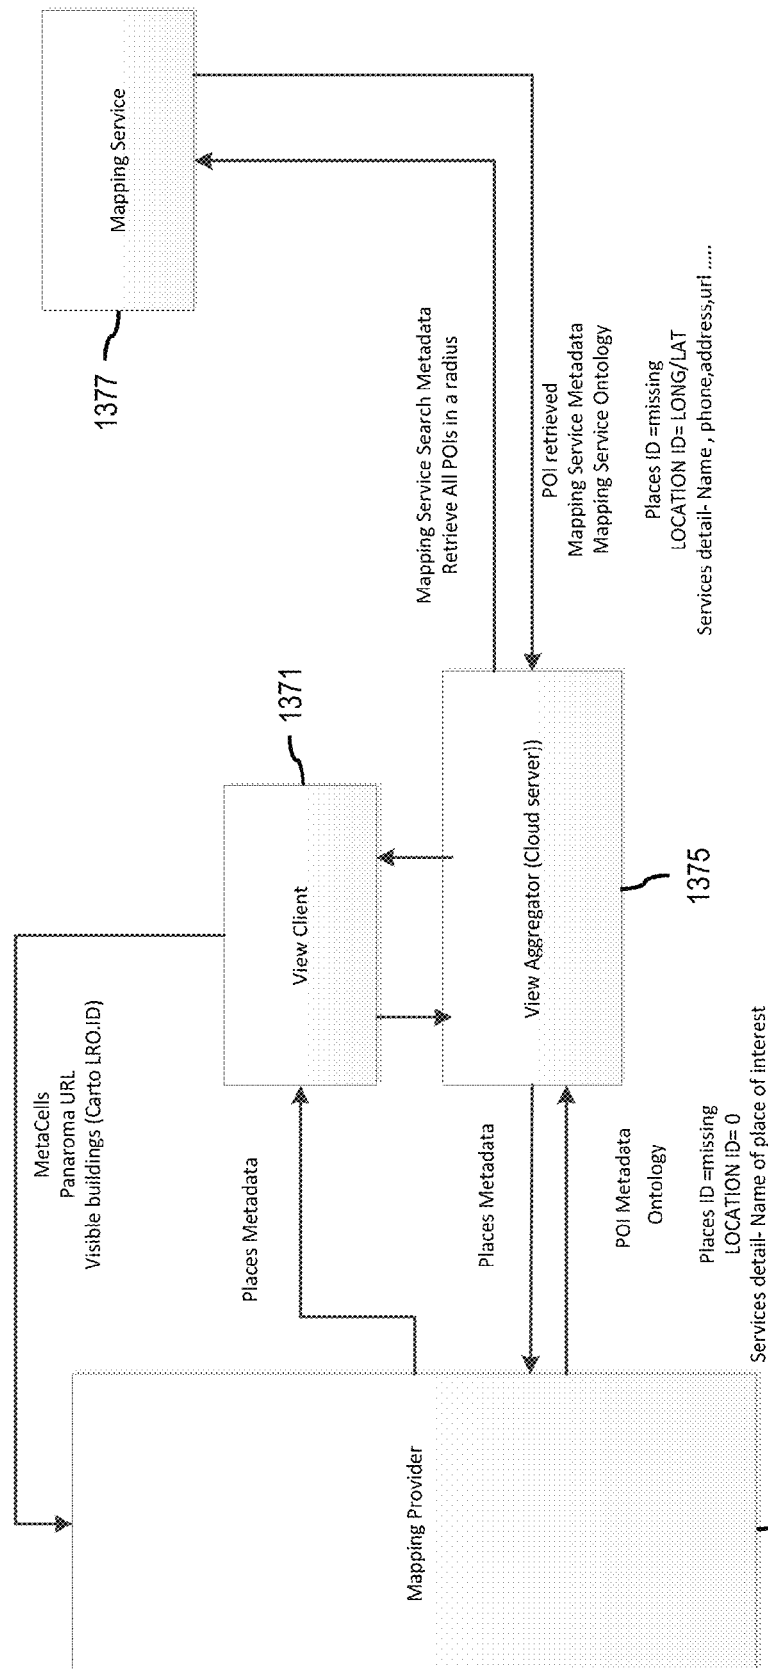 MetaCells
Panaroma URL
Visible buildings (Carto LRO.ID)
Mapping Service
1377
1371
View Client
Places Metadata
Mapping Service Search Metadata
Retrieve All POIs in a radius
Mapping Provider
Places Metadata
View Aggregator (Cloud server))
POI retrieved
Mapping Service Metadata
Mapping Service Ontology
POI Metadata
Ontology
1375
Places ID =missing
LOCATION ID= LONG/LAT
Services detail- Name , phone,address,url .....
Places ID =missing
LOCATION ID= 0
Services detail- Name of place of interest